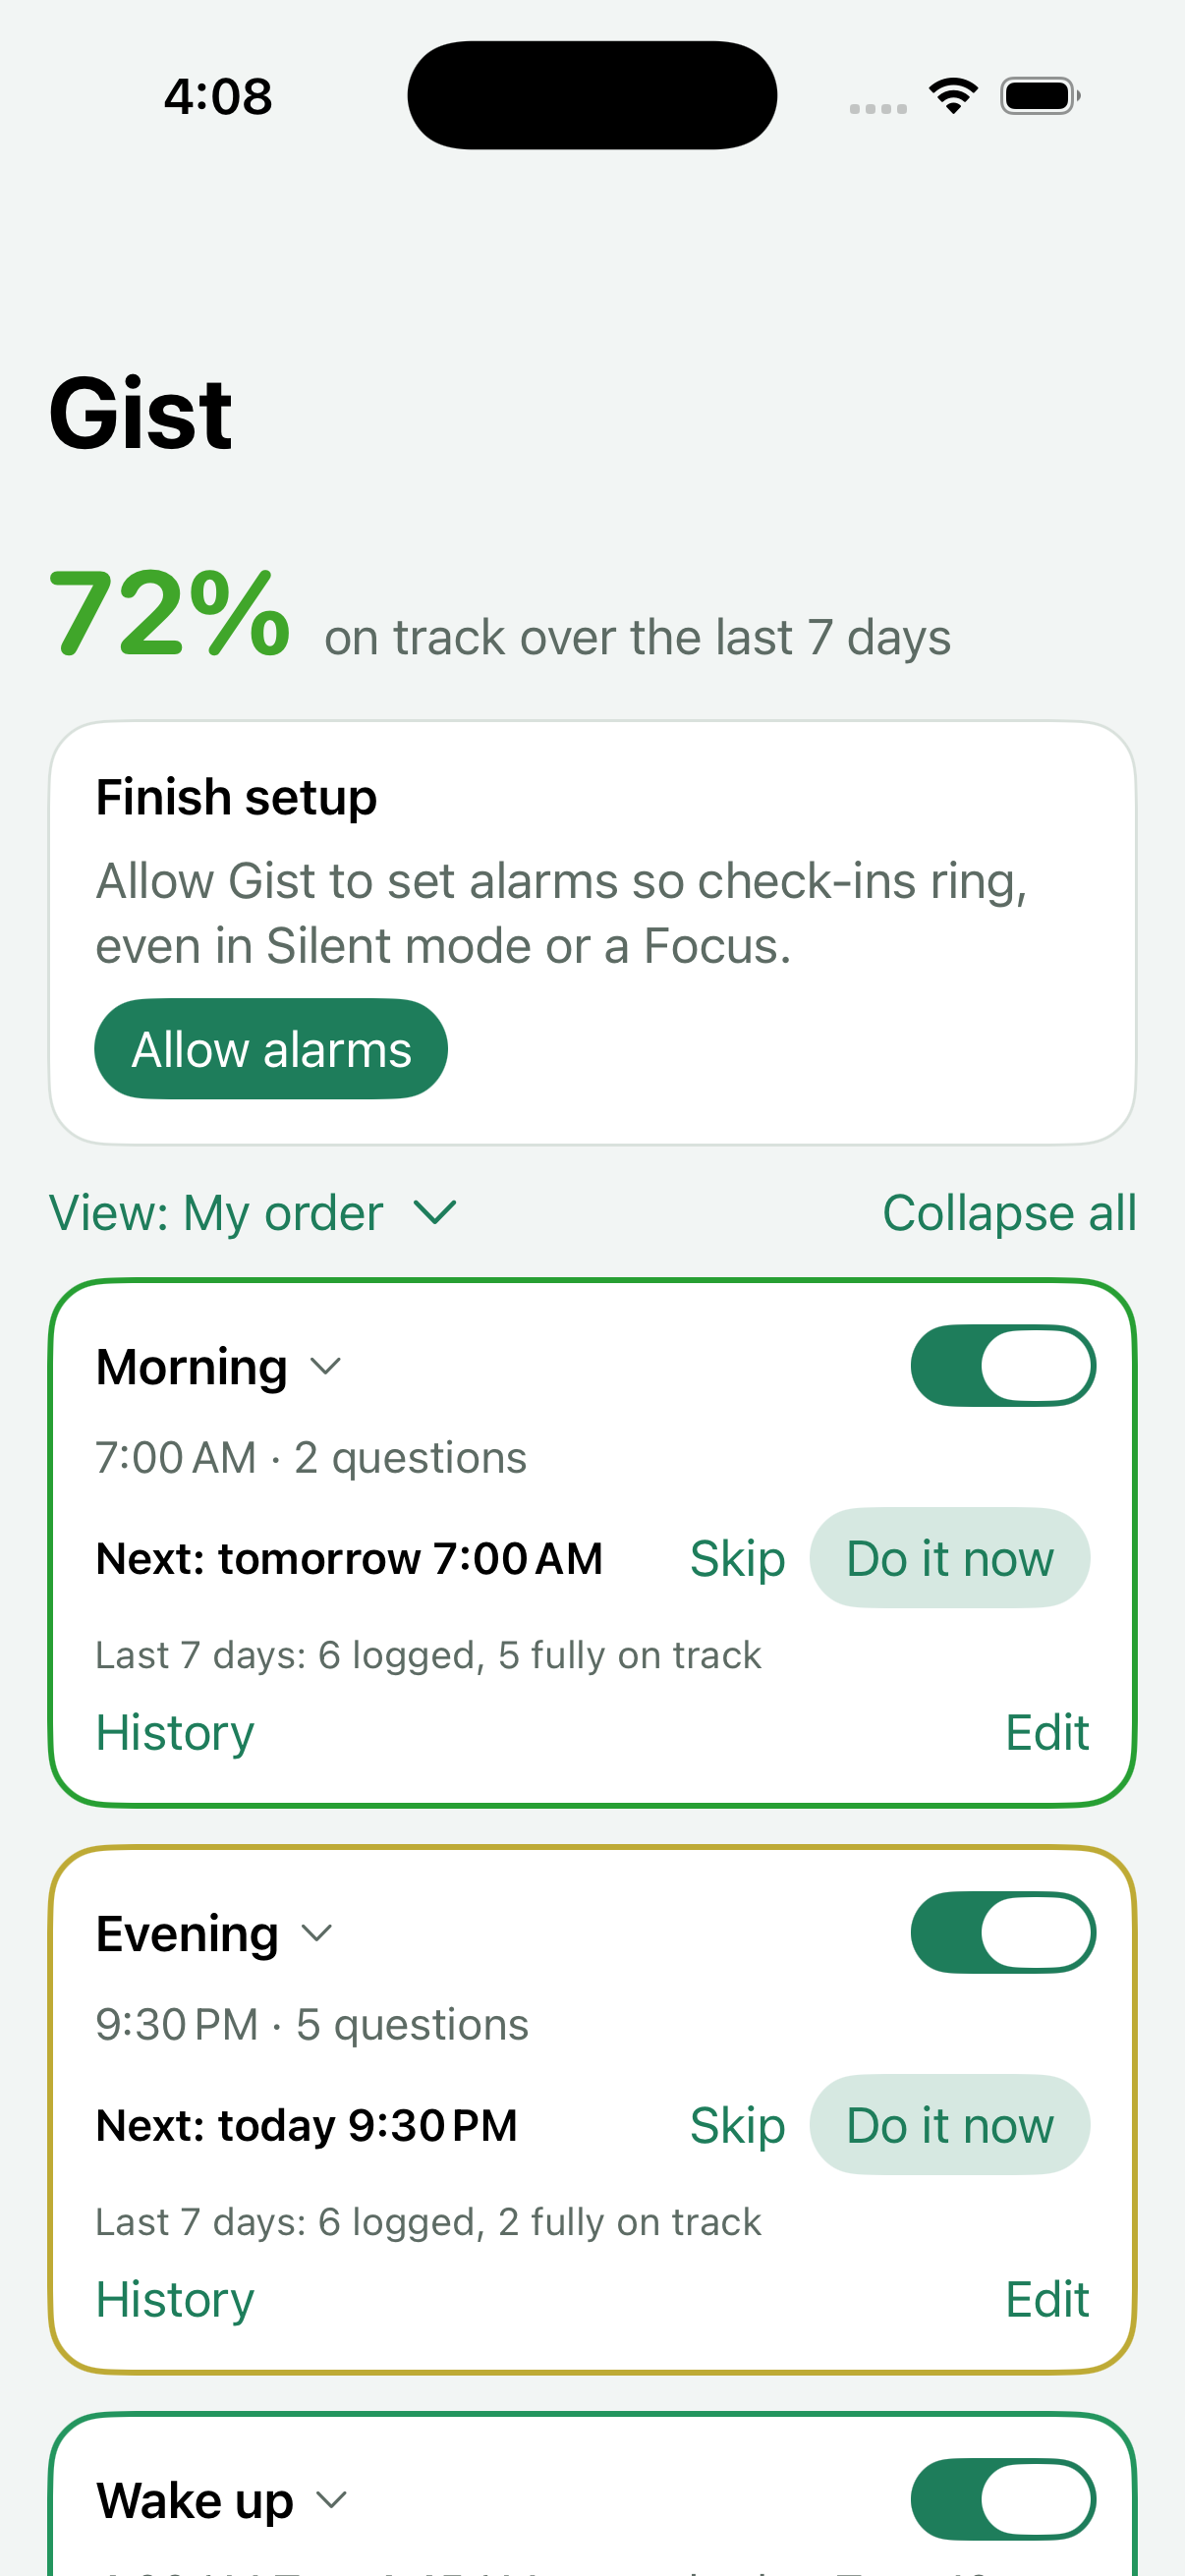 4:08
Gist
72% on track over the last 7 days
Finish setup
Allow Gist to set alarms so check-ins ring,
even in Silent mode or a Focus.
Allow alarms
View: My order Collapse all
Morning
7:00 AM · 2 questions
Next: tomorrow 7:00 AM Skip Do it now
Last 7 days: 6 logged, 5 fully on track
History Edit
Evening
9:30 PM · 5 questions
Next: today 9:30 PM Skip Do it now
Last 7 days: 6 logged, 2 fully on track
History Edit
Wake up